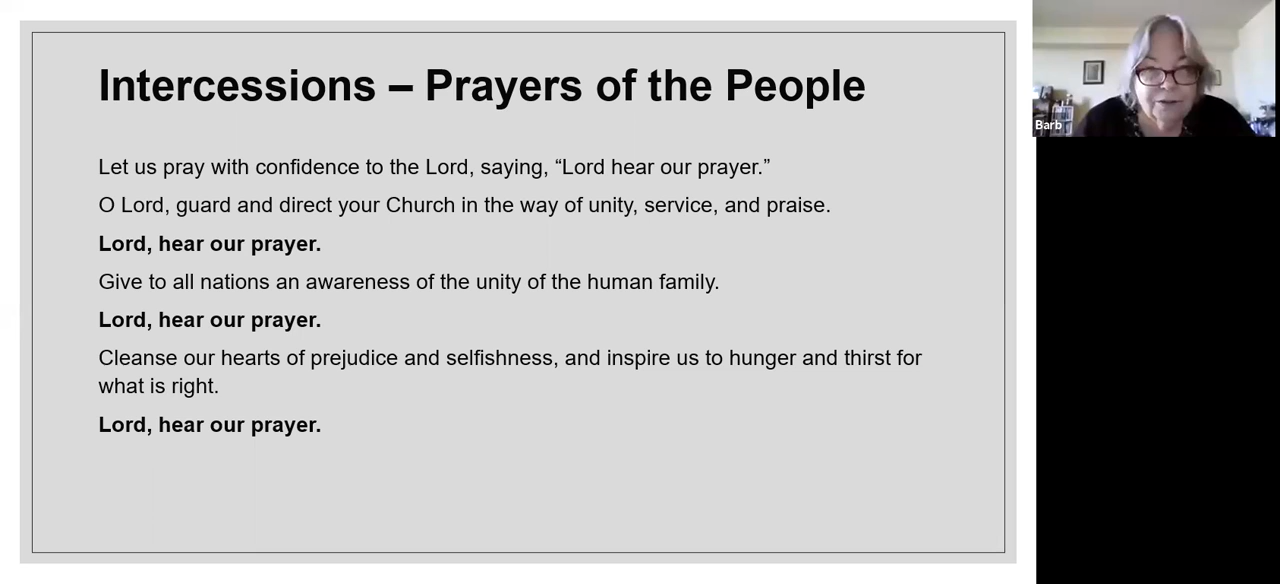 Intercessions – Prayers of the People
Let us pray with confidence to the Lord, saying, “Lord hear our prayer.”
O Lord, guard and direct your Church in the way of unity, service, and praise.
Lord, hear our prayer.
Give to all nations an awareness of the unity of the human family.
Lord, hear our prayer.
Cleanse our hearts of prejudice and selfishness, and inspire us to hunger and thirst for
what is right.
Lord, hear our prayer.
Barb